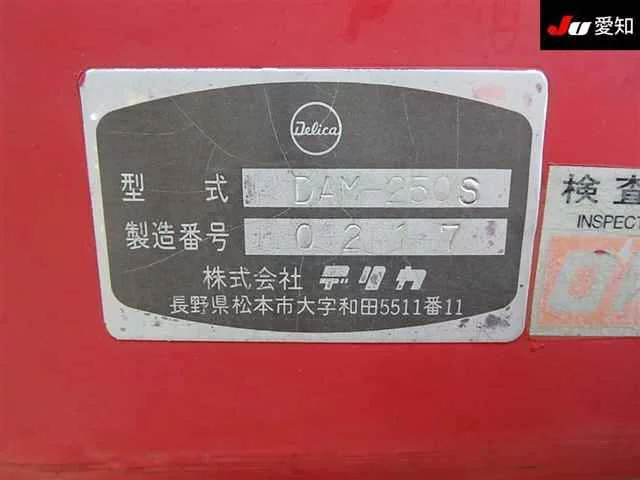 JU愛知
Delica
型式 DAM-250S
製造番号 0217
株式会社 デリカ
長野県松本市大字和田5511番11
検査
INSPECT